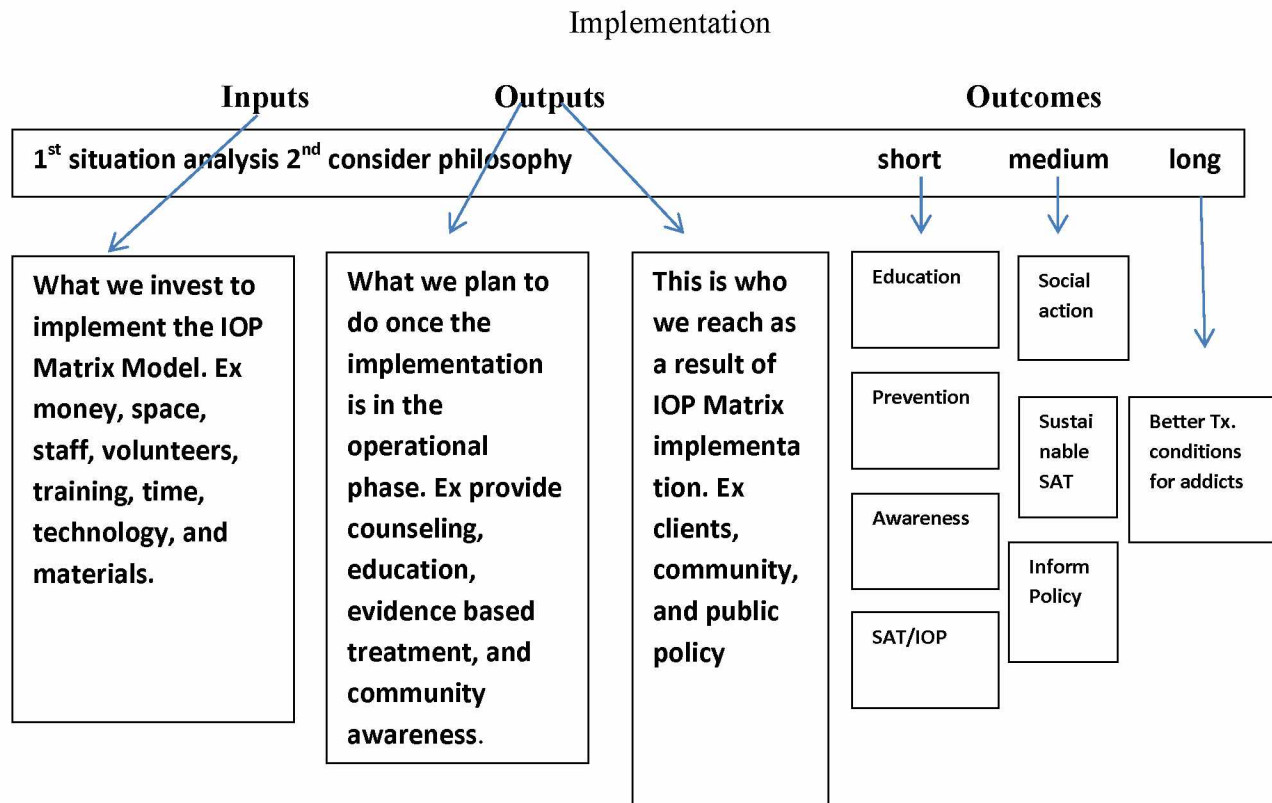 Implementation
Inputs
Outputs
Outcomes
1st situation analysis 2nd consider philosophy
short
medium
long
What we invest to
implement the IOP
Matrix Model. Ex
money, space,
staff, volunteers,
training, time,
technology, and
materials.
What we plan to
do once the
implementation
is in the
operational
phase. Ex provide
counseling,
education,
evidence based
treatment, and
community
awareness.
This is who
we reach as
a result of
IOP Matrix
implementa
tion. Ex
clients,
community,
and public
policy
Education
Prevention
Awareness
SAT/IOP
Social
action
Sustai
nable
SAT
Inform
Policy
Better Tx.
conditions
for addicts